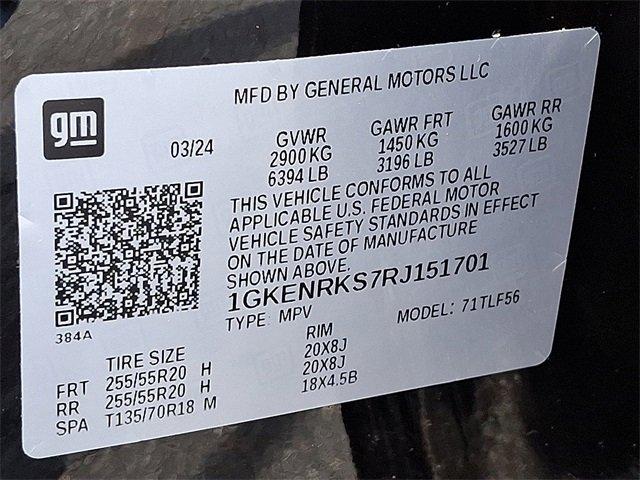 MFD BY GENERAL MOTORS LLC
gm
03/24
GVWR GAWR FRT GAWR RR
2900 KG 1450 KG 1600 KG
6394 LB 3196 LB 3527 LB
THIS VEHICLE CONFORMS TO ALL
APPLICABLE U.S. FEDERAL MOTOR
VEHICLE SAFETY STANDARDS IN EFFECT
ON THE DATE OF MANUFACTURE
SHOWN ABOVE.
1GKENRKS7RJ151701
TYPE: MPV MODEL: 71TLF56
384A
TIRE SIZE RIM
FRT 255/55R20 H 20X8J
RR 255/55R20 H 20X8J
SPA T135/70R18 M 18X4.5B